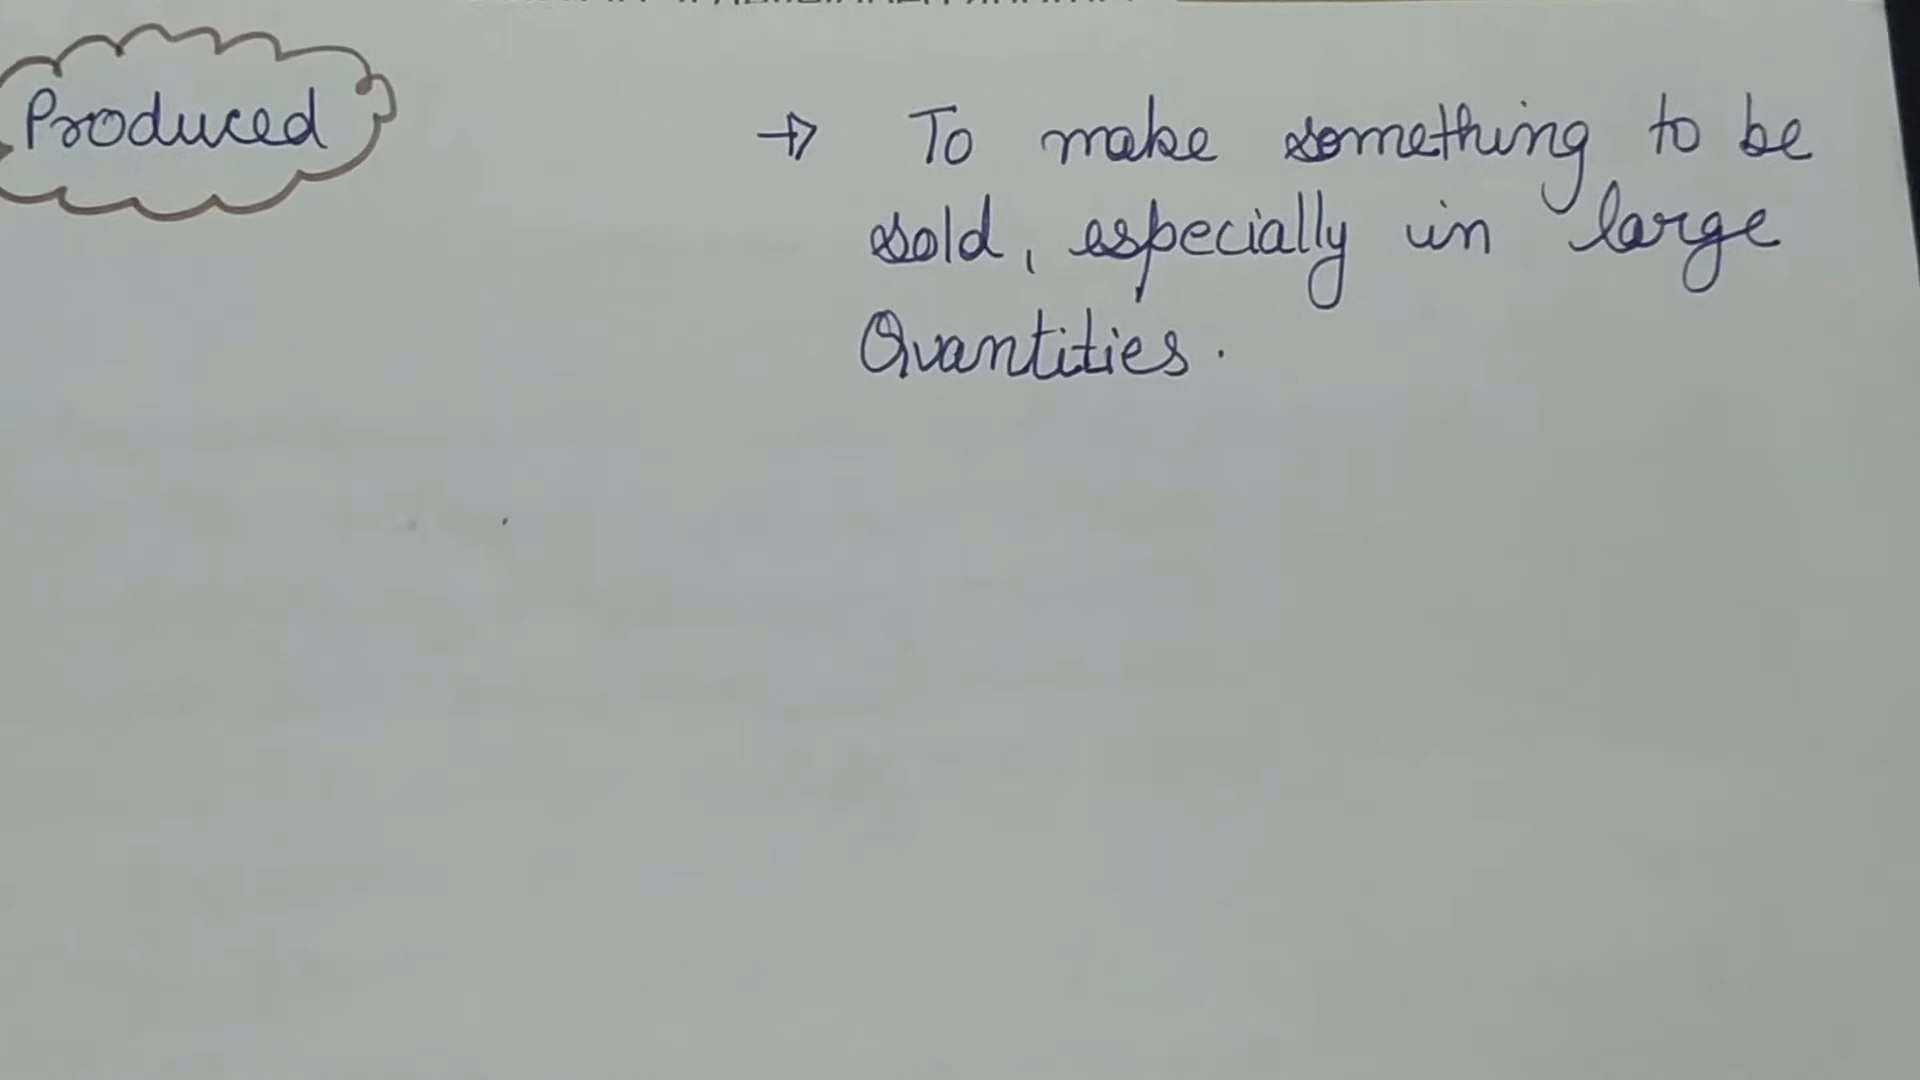 Produced → To make something to be
sold, especially in large
Quantities.